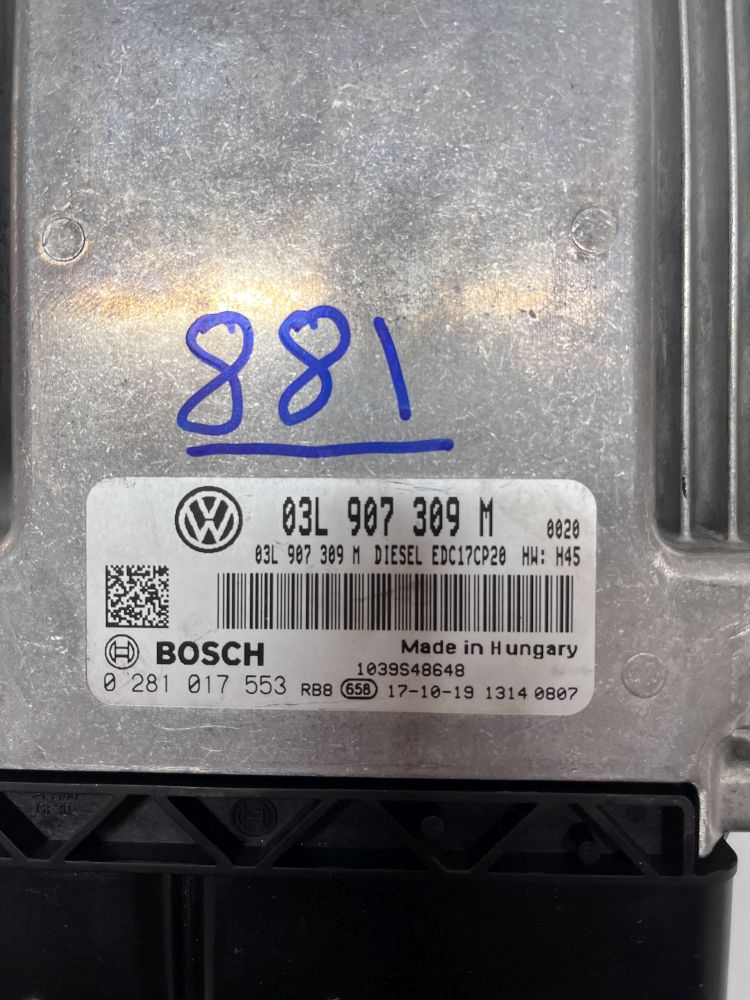 881
03L 907 309 M 0020
03L 907 309 M DIESEL EDC17CP20 HW: H45
BOSCH
Made in Hungary
1039S48648
0 281 017 553 RB8 658 17-10-19 1314 0807